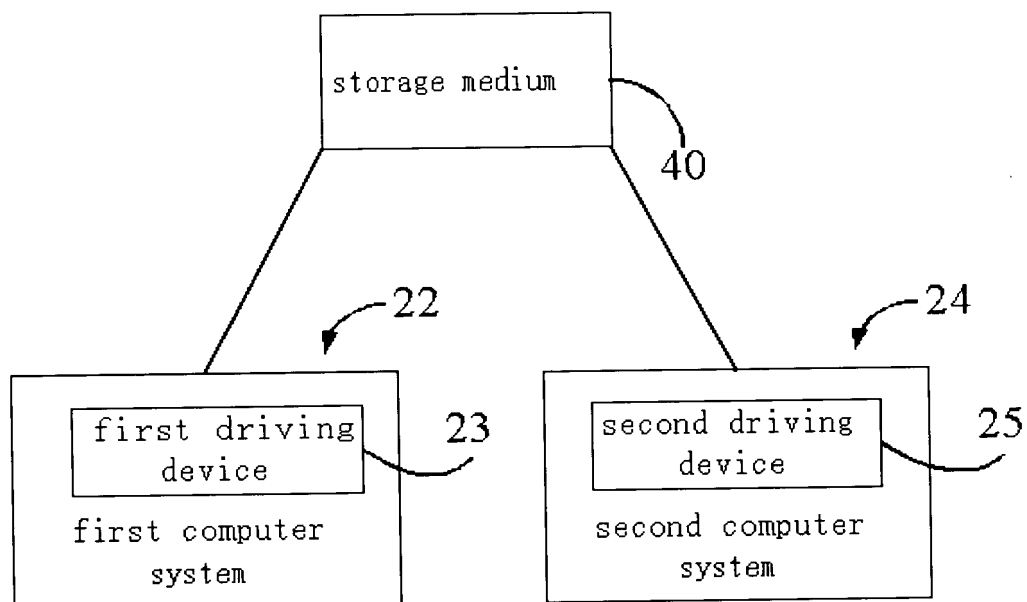 storage medium
40
22
24
first driving
device
23
second driving
device
25
first computer
system
second computer
system